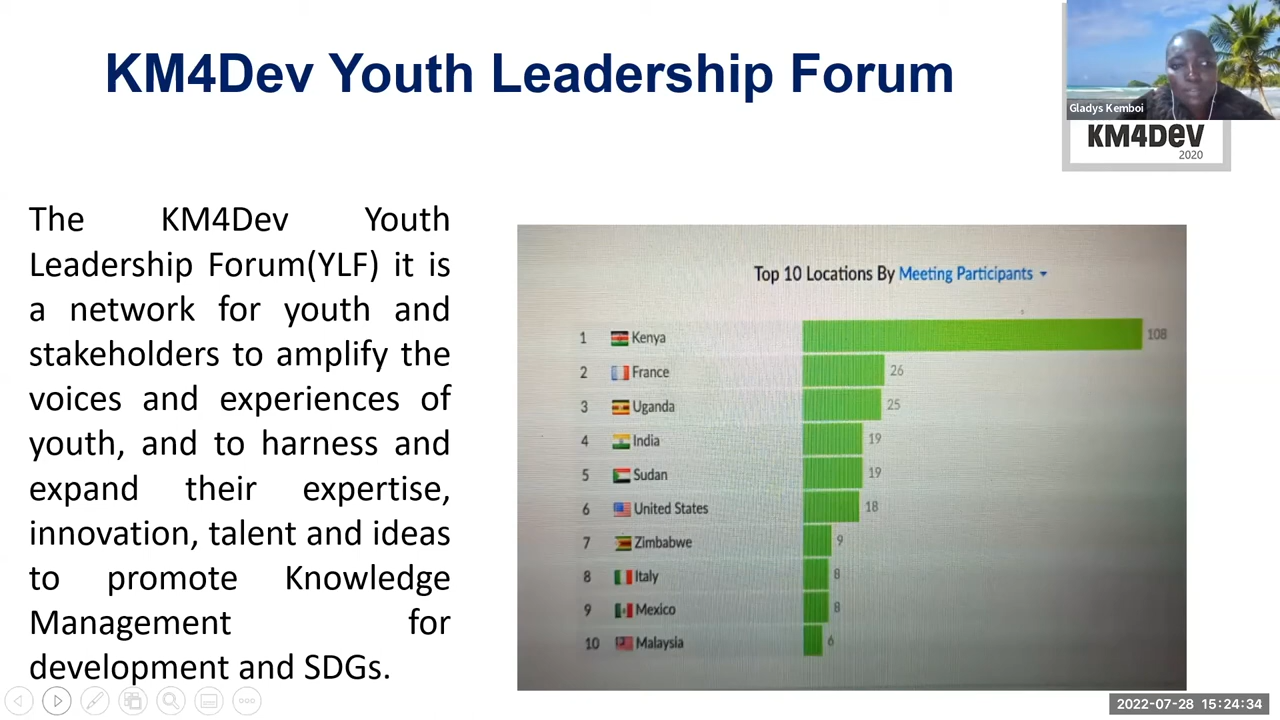 KM4Dev Youth Leadership Forum
Gladys Kemboi
KM4Dev
2020
The KM4Dev Youth
Leadership Forum(YLF) it is
a network for youth and
stakeholders to amplify the
voices and experiences of
youth, and to harness and
expand their expertise,
innovation, talent and ideas
to promote Knowledge
Management for
development and SDGs.
Top 10 Locations By Meeting Participants
1 Kenya 108
2 France 26
3 Uganda 25
4 India 19
5 Sudan 19
6 United States 18
7 Zimbabwe 9
8 Italy 8
9 Mexico 8
10 Malaysia 6
2022-07-28 15:24:34